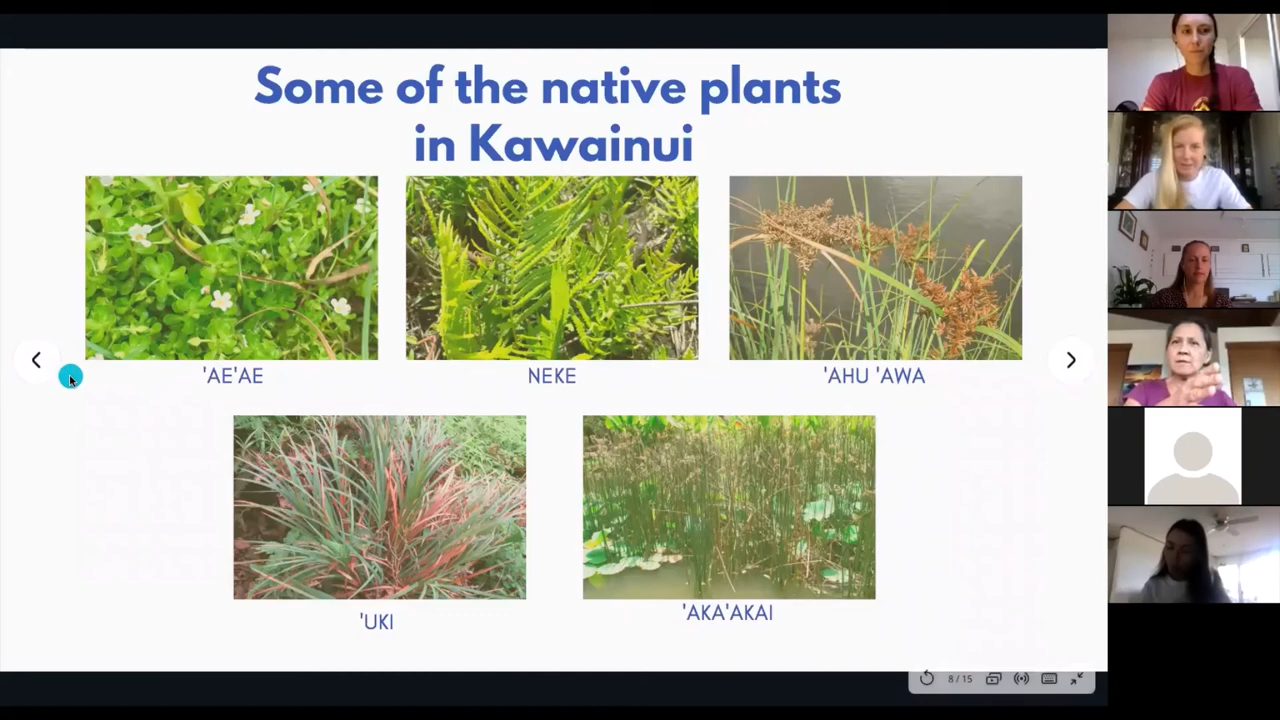 Some of the native plants
in Kawainui
'AE'AE
NEKE
'AHU 'AWA
'UKI
'AKA'AKAI
8 / 15